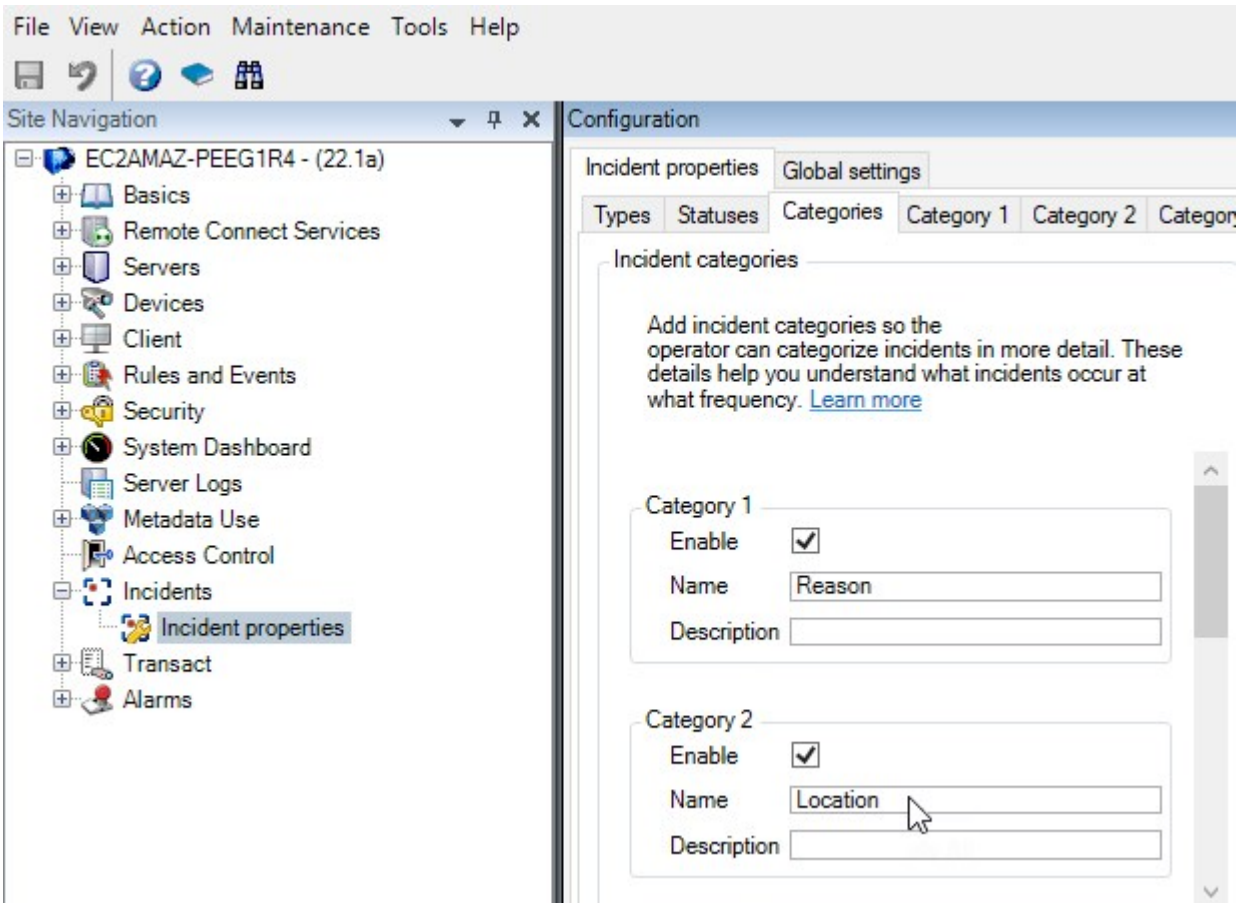 File View Action Maintenance Tools Help
Site Navigation
EC2AMAZ-PEEG1R4 - (22.1a)
Basics
Remote Connect Services
Servers
Devices
Client
Rules and Events
Security
System Dashboard
Server Logs
Metadata Use
Access Control
Incidents
Incident properties
Transact
Alarms
Configuration
Incident properties Global settings
Types Statuses Categories Category 1 Category 2 Category
Incident categories
Add incident categories so the
operator can categorize incidents in more detail. These
details help you understand what incidents occur at
what frequency. Learn more
Category 1
Enable
Name Reason
Description
Category 2
Enable
Name Location
Description